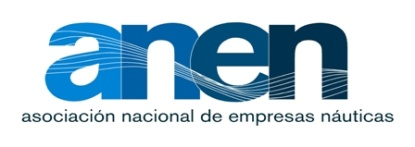 anen
asociación nacional de empresas náuticas